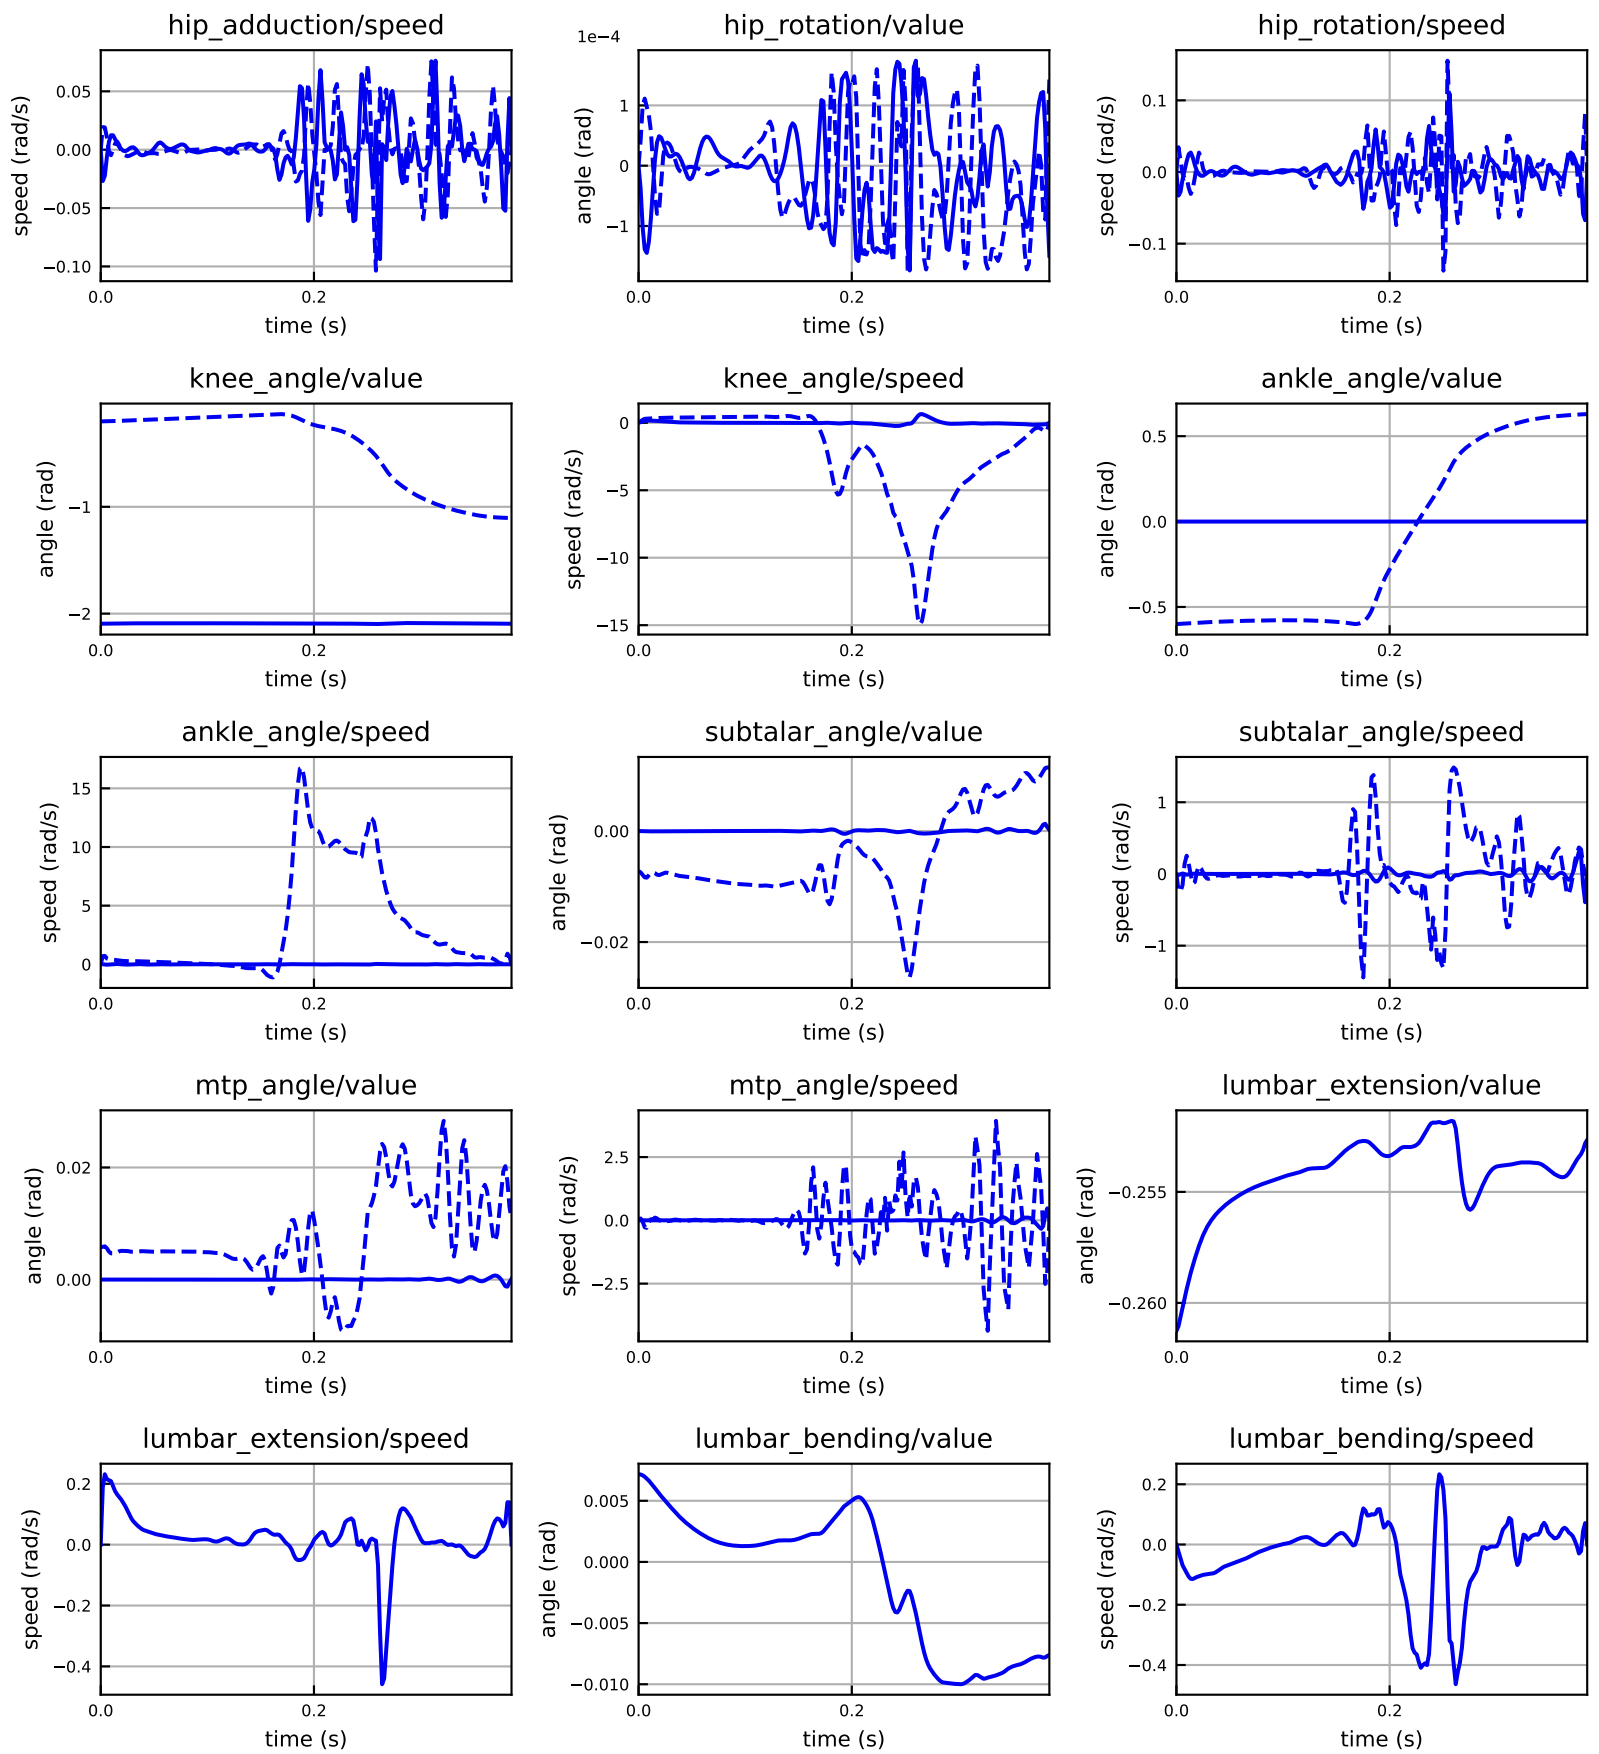 hip_adduction/speed
speed (rad/s)
0.05
0.00
−0.05
−0.10
0.0 0.2
time (s)
hip_rotation/value
1e−4
angle (rad)
1
0
−1
0.0 0.2
time (s)
hip_rotation/speed
speed (rad/s)
0.1
0.0
−0.1
0.0 0.2
time (s)
knee_angle/value
angle (rad)
−1
−2
0.0 0.2
time (s)
knee_angle/speed
speed (rad/s)
0
−5
−10
−15
0.0 0.2
time (s)
ankle_angle/value
angle (rad)
0.5
0.0
−0.5
0.0 0.2
time (s)
ankle_angle/speed
speed (rad/s)
15
10
5
0
0.0 0.2
time (s)
subtalar_angle/value
angle (rad)
0.00
−0.02
0.0 0.2
time (s)
subtalar_angle/speed
speed (rad/s)
1
0
−1
0.0 0.2
time (s)
mtp_angle/value
angle (rad)
0.02
0.00
0.0 0.2
time (s)
mtp_angle/speed
speed (rad/s)
2.5
0.0
−2.5
0.0 0.2
time (s)
lumbar_extension/value
angle (rad)
−0.255
−0.260
0.0 0.2
time (s)
lumbar_extension/speed
speed (rad/s)
0.2
0.0
−0.2
−0.4
0.0 0.2
time (s)
lumbar_bending/value
angle (rad)
0.005
0.000
−0.005
−0.010
0.0 0.2
time (s)
lumbar_bending/speed
speed (rad/s)
0.2
0.0
−0.2
−0.4
0.0 0.2
time (s)